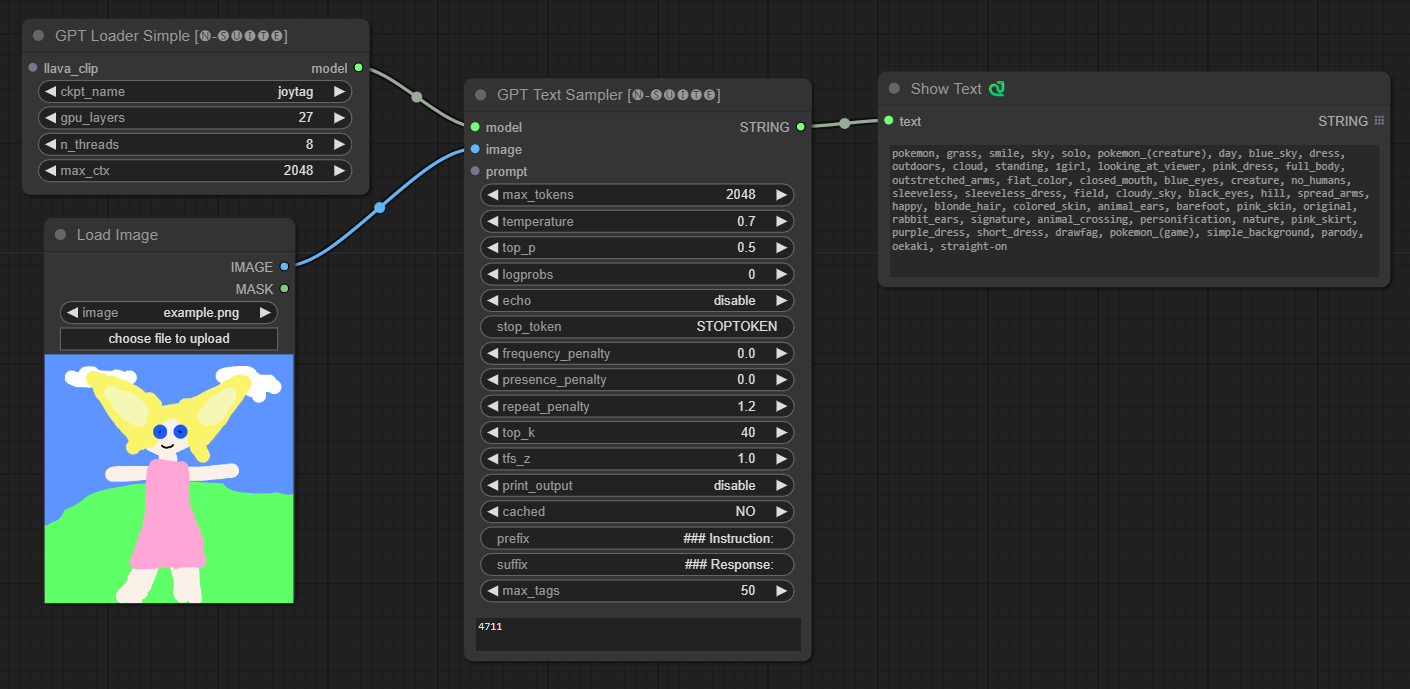 GPT Loader Simple [🅝-🅢🅤🅘🅣🅔]
llava_clip
model
ckpt_name joytag
gpu_layers 27
n_threads 8
max_ctx 2048
Load Image
IMAGE
MASK
image example.png
choose file to upload
GPT Text Sampler [🅝-🅢🅤🅘🅣🅔]
model
STRING
image
prompt
max_tokens 2048
temperature 0.7
top_p 0.5
logprobs 0
echo disable
stop_token STOPTOKEN
frequency_penalty 0.0
presence_penalty 0.0
repeat_penalty 1.2
top_k 40
tfs_z 1.0
print_output disable
cached NO
prefix ### Instruction:
suffix ### Response:
max_tags 50
4711
Show Text
text
STRING
pokemon, grass, smile, sky, solo, pokemon_(creature), day, blue_sky, dress,
outdoors, cloud, standing, 1girl, looking_at_viewer, pink_dress, full_body,
outstretched_arms, flat_color, closed_mouth, blue_eyes, creature, no_humans,
sleeveless, sleeveless_dress, field, cloudy_sky, black_eyes, hill, spread_arms,
happy, blonde_hair, colored_skin, animal_ears, barefoot, pink_skin, original,
rabbit_ears, signature, animal_crossing, personification, nature, pink_skirt,
purple_dress, short_dress, drawfag, pokemon_(game), simple_background, parody,
oekaki, straight-on